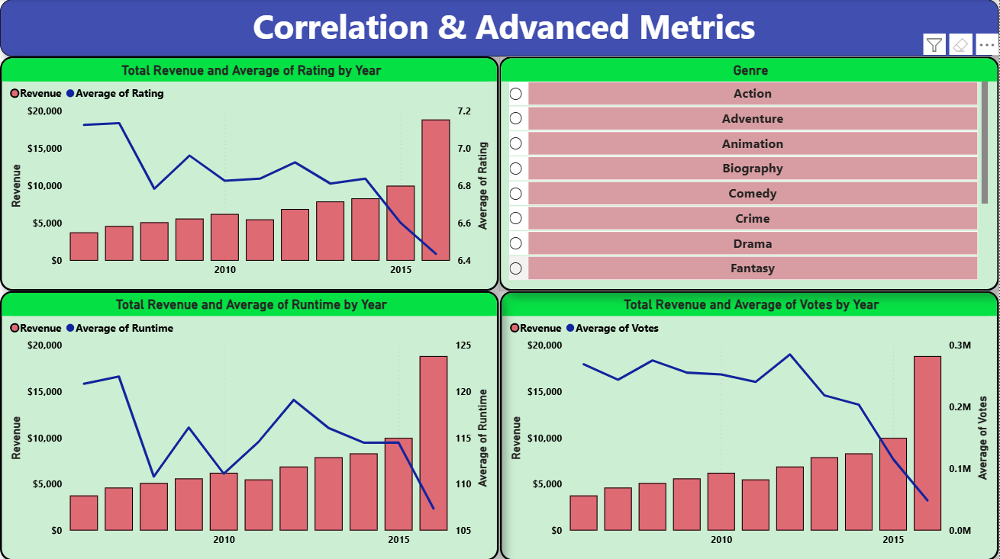 Correlation & Advanced Metrics
Total Revenue and Average of Rating by Year
Revenue Average of Rating
$20,000
$15,000
$10,000
$5,000
$0
Revenue
7.2
7.0
6.8
6.6
6.4
Average of Rating
2010 2015
Genre
Action
Adventure
Animation
Biography
Comedy
Crime
Drama
Fantasy
Total Revenue and Average of Runtime by Year
Revenue Average of Runtime
$20,000
$15,000
$10,000
$5,000
$0
Revenue
125
120
115
110
105
Average of Runtime
2010 2015
Total Revenue and Average of Votes by Year
Revenue Average of Votes
$20,000
$15,000
$10,000
$5,000
$0
Revenue
0.3M
0.2M
0.1M
0.0M
Average of Votes
2010 2015